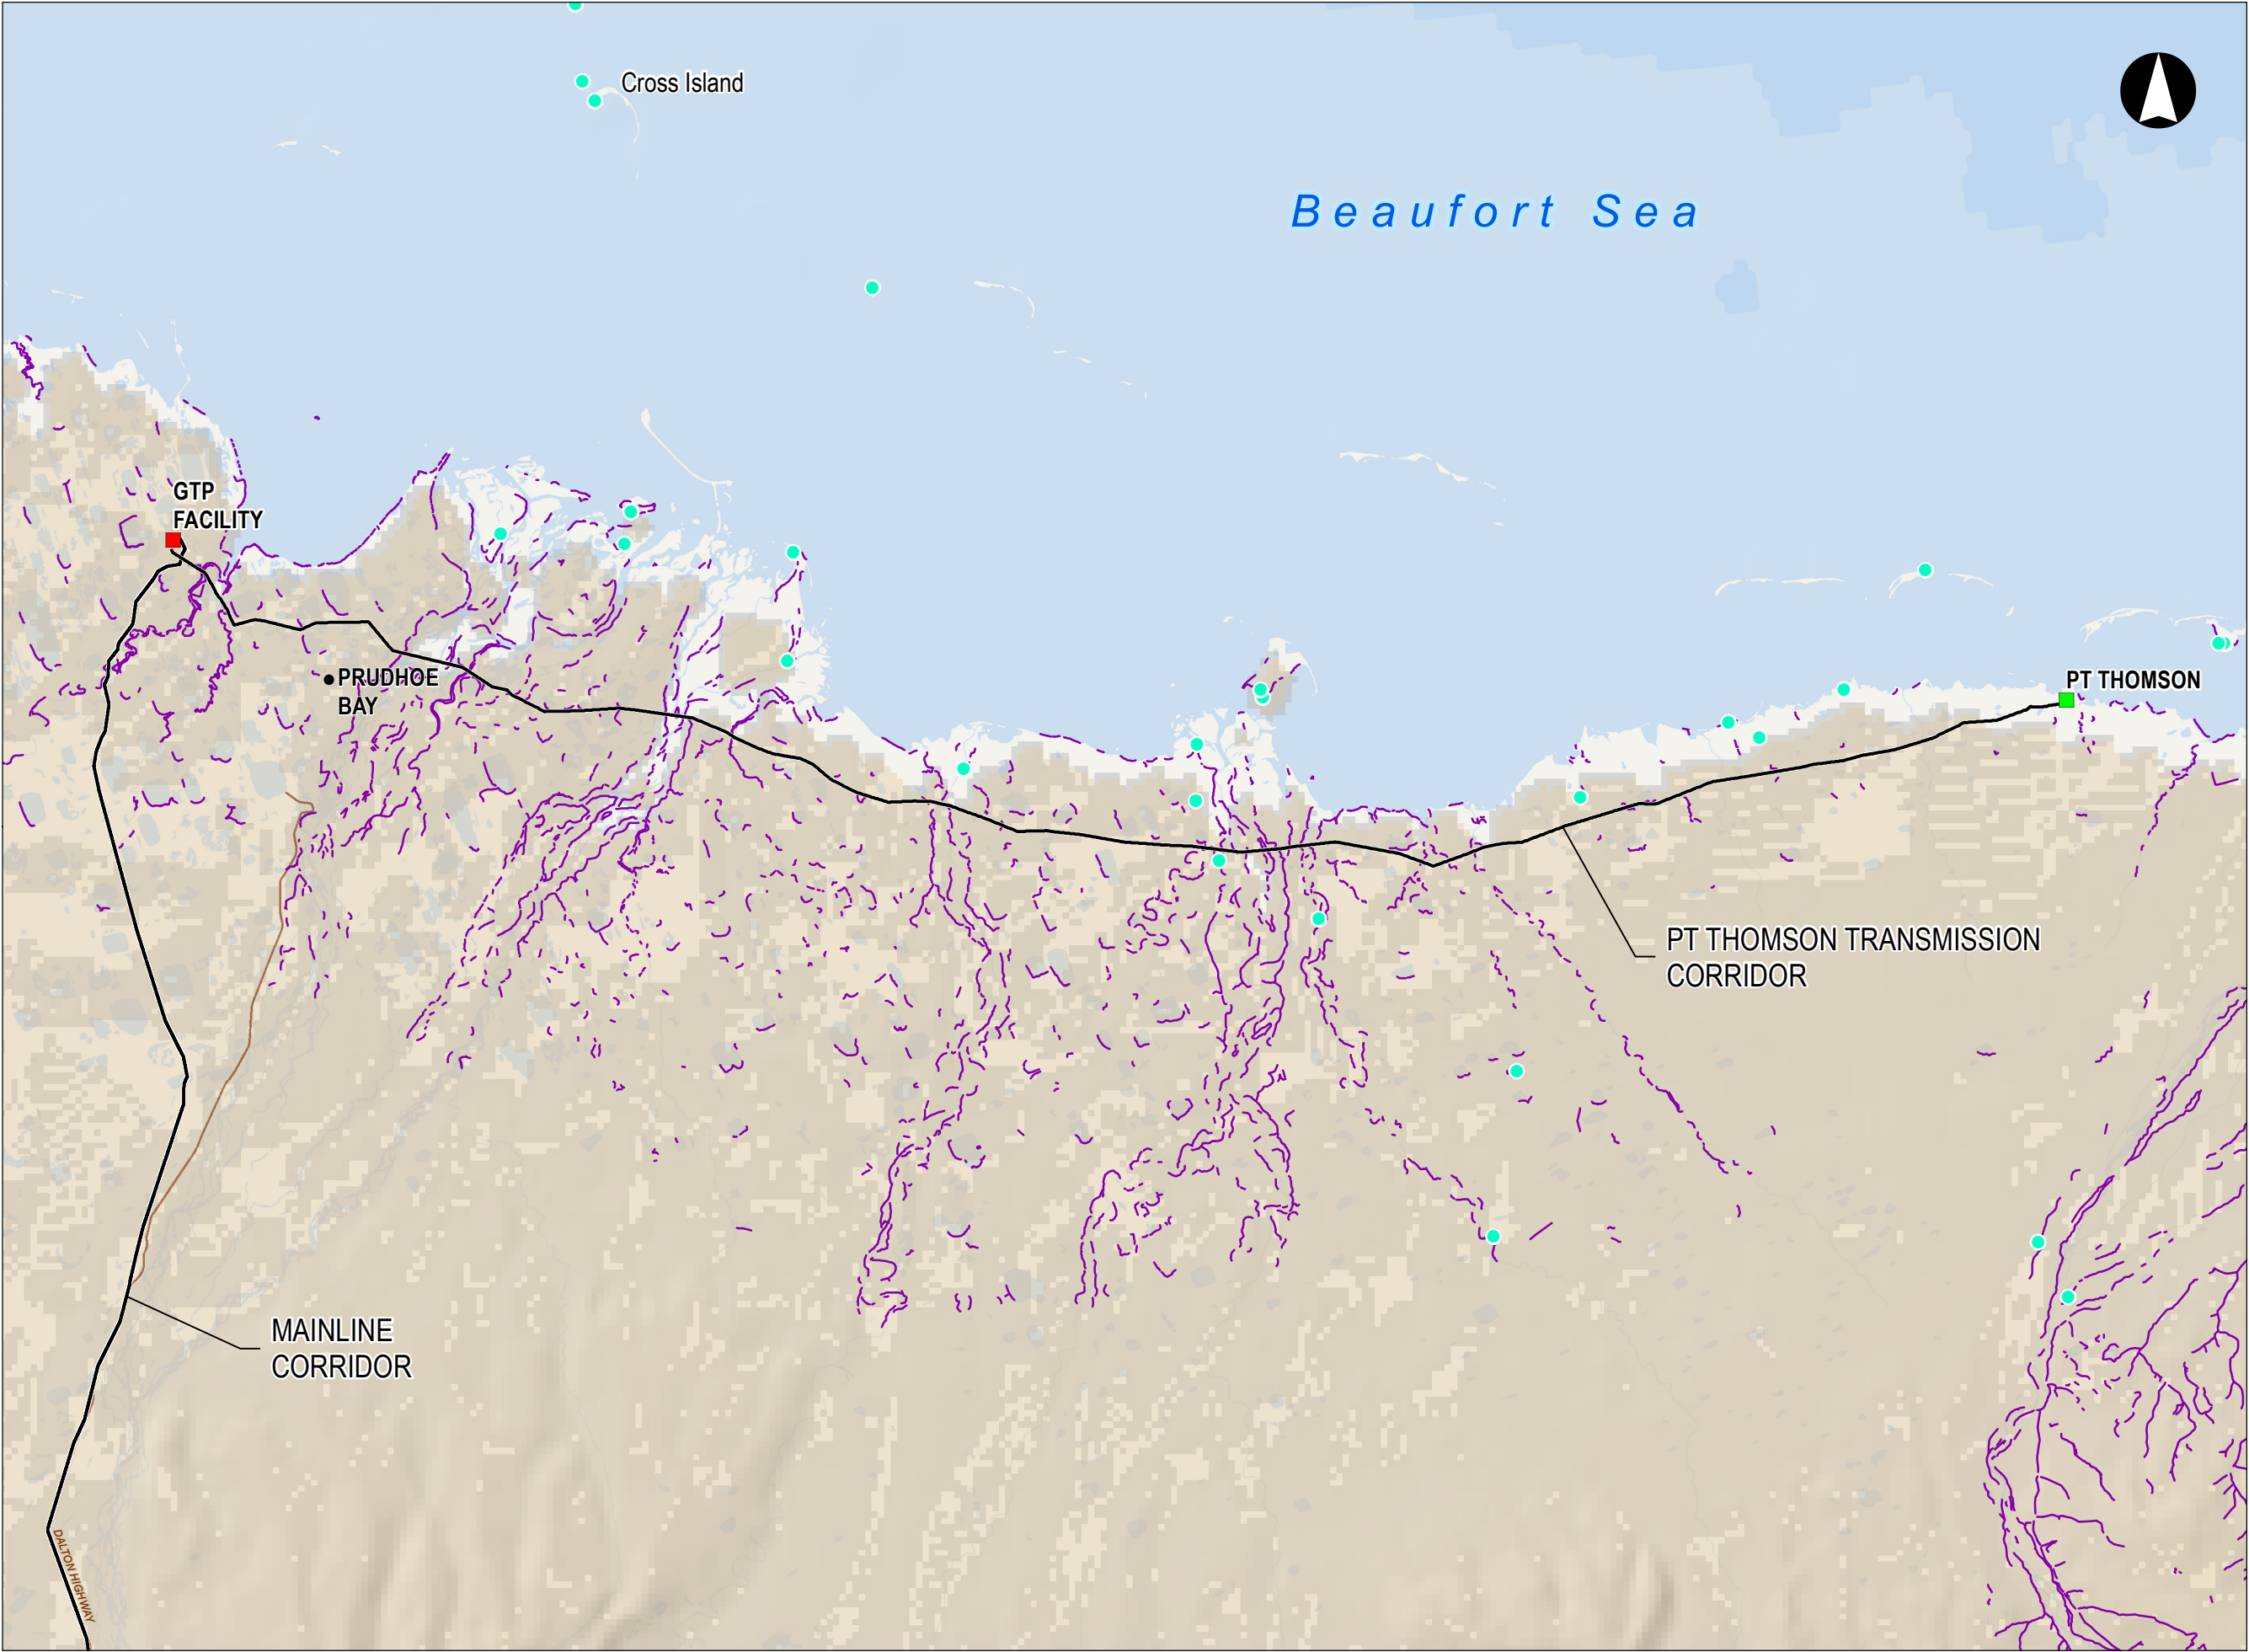 Cross Island
Beaufort Sea
GTP
FACILITY
PRUDHOE
BAY
PT THOMSON
PT THOMSON TRANSMISSION
CORRIDOR
MAINLINE
CORRIDOR
DALTON HIGHWAY